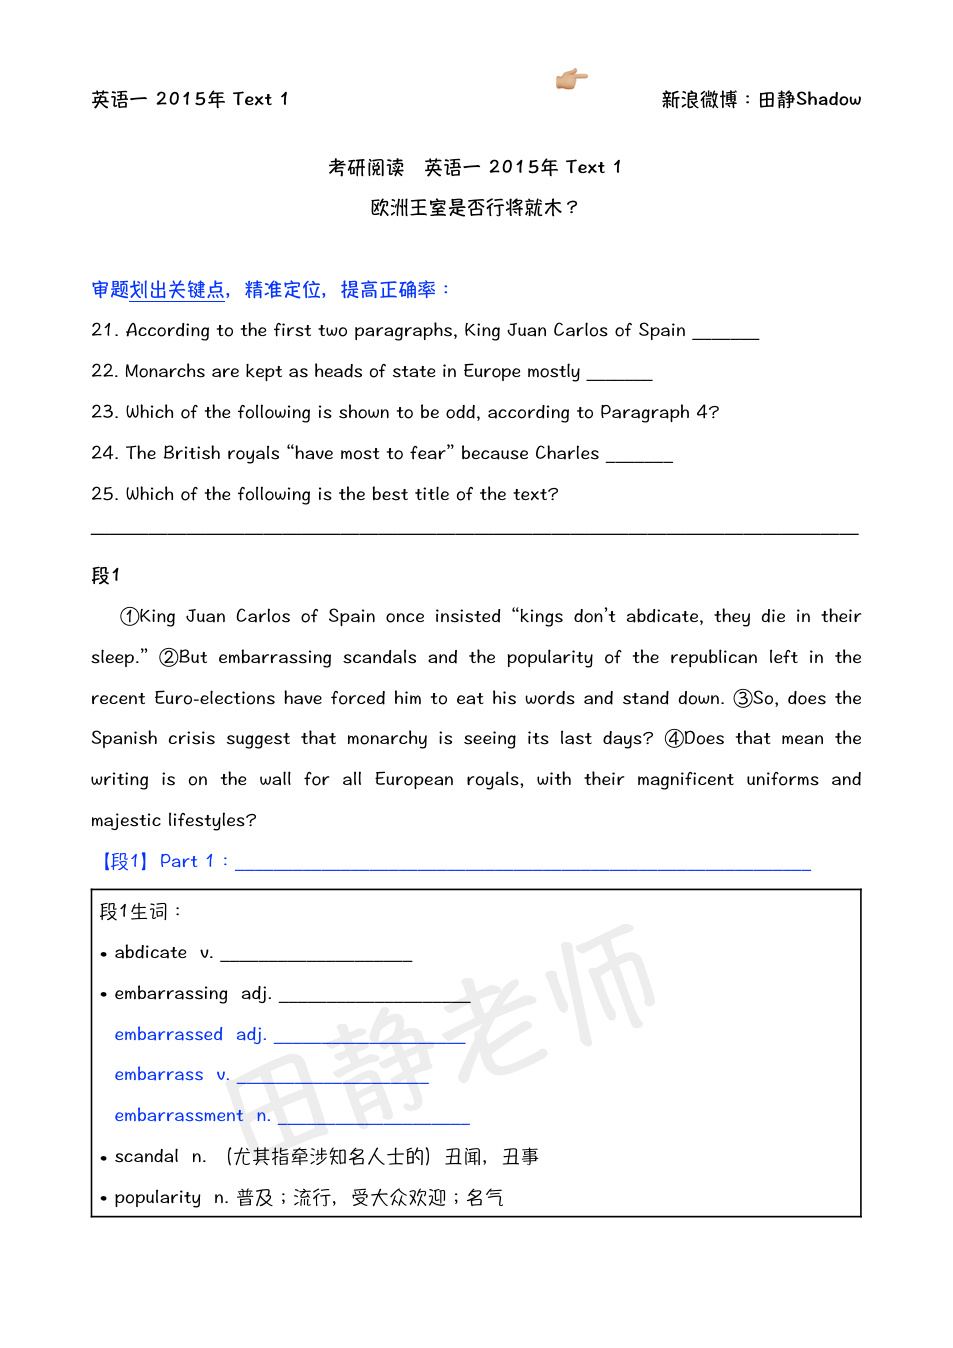 英语一 2015年 Text 1 新浪微博：田静Shadow
考研阅读 英语一 2015年 Text 1
欧洲王室是否行将就木？
审题划出关键点，精准定位，提高正确率：
21. According to the first two paragraphs, King Juan Carlos of Spain _______
22. Monarchs are kept as heads of state in Europe mostly _______
23. Which of the following is shown to be odd, according to Paragraph 4?
24. The British royals “have most to fear” because Charles _______
25. Which of the following is the best title of the text?
段1
①King Juan Carlos of Spain once insisted “kings don’t abdicate, they die in their
sleep.” ②But embarrassing scandals and the popularity of the republican left in the
recent Euro-elections have forced him to eat his words and stand down. ③So, does the
Spanish crisis suggest that monarchy is seeing its last days? ④Does that mean the
writing is on the wall for all European royals, with their magnificent uniforms and
majestic lifestyles?
【段1】Part 1：____________________________________________________________
段1生词：
• abdicate v. ____________________
• embarrassing adj. ____________________
embarrassed adj. ____________________
embarrass v. ____________________
embarrassment n. ____________________
• scandal n. （尤其指牵涉知名人士的）丑闻，丑事
• popularity n. 普及；流行，受大众欢迎；名气
田静老师